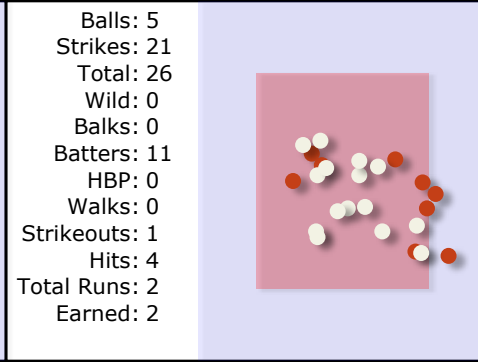 Balls: 5
Strikes: 21
Total: 26
Wild: 0
Balks: 0
Batters: 11
HBP: 0
Walks: 0
Strikeouts: 1
Hits: 4
Total Runs: 2
Earned: 2